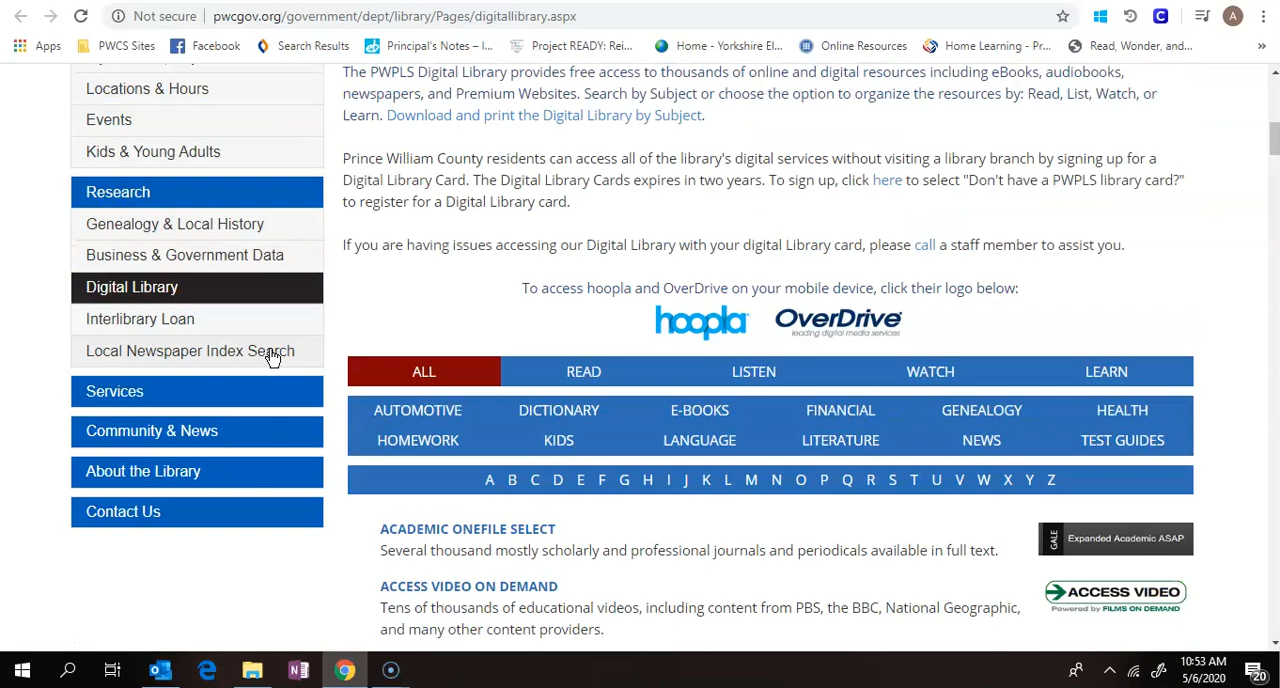 Not secure | pwcgov.org/government/dept/library/Pages/digitallibrary.aspx
A
Apps PWCS Sites Facebook Search Results Principal's Notes – I... Project READY: Rei... Home - Yorkshire El... Online Resources Home Learning - Pr... Read, Wonder, and... »
Locations & Hours
Events
Kids & Young Adults
Research
Genealogy & Local History
Business & Government Data
Digital Library
Interlibrary Loan
Local Newspaper Index Search
Services
Community & News
About the Library
Contact Us
The PWPLS Digital Library provides free access to thousands of online and digital resources including eBooks, audiobooks,
newspapers, and Premium Websites. Search by Subject or choose the option to organize the resources by: Read, List, Watch, or
Learn. Download and print the Digital Library by Subject.
Prince William County residents can access all of the library's digital services without visiting a library branch by signing up for a
Digital Library Card. The Digital Library Cards expires in two years. To sign up, click here to select "Don't have a PWPLS library card?"
to register for a Digital Library card.
If you are having issues accessing our Digital Library with your digital Library card, please call a staff member to assist you.
To access hoopla and OverDrive on your mobile device, click their logo below:
hoopla OverDrive
leading digital media services
ALL READ LISTEN WATCH LEARN
AUTOMOTIVE DICTIONARY E-BOOKS FINANCIAL GENEALOGY HEALTH
HOMEWORK KIDS LANGUAGE LITERATURE NEWS TEST GUIDES
A B C D E F G H I J K L M N O P Q R S T U V W X Y Z
ACADEMIC ONEFILE SELECT
Several thousand mostly scholarly and professional journals and periodicals available in full text.
GALE Expanded Academic ASAP
ACCESS VIDEO ON DEMAND
Tens of thousands of educational videos, including content from PBS, the BBC, National Geographic,
and many other content providers.
ACCESS VIDEO
Powered by FILMS ON DEMAND
10:53 AM
5/6/2020
20